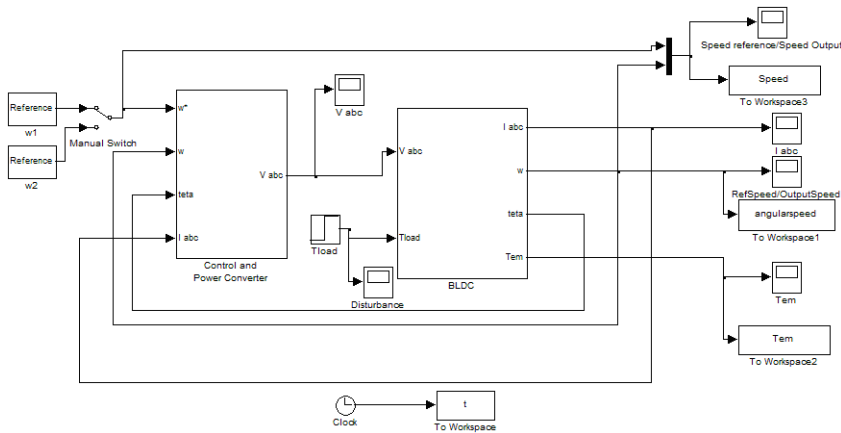 Speed reference/Speed Output
Speed
To Workspace3
Reference
w1
Manual Switch
Reference
w2
w*
w
teta
I abc
V abc
Control and
Power Converter
V abc
Tload
Disturbance
V abc
Tload
I abc
w
teta
Tem
BLDC
I abc
RefSpeed/OutputSpeed
angularspeed
To Workspace1
Tem
Tem
To Workspace2
Clock
t
To Workspace